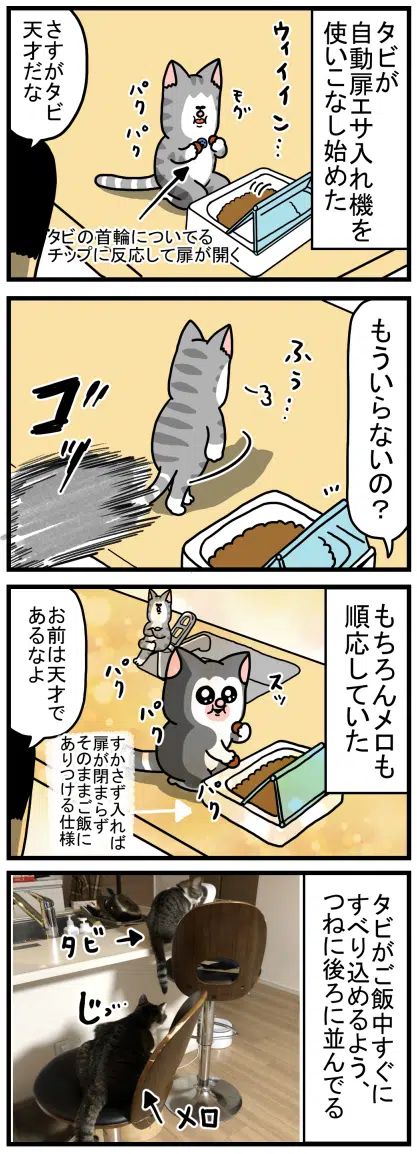 タビが
自動扉エサ入れ機を
使いこなし始めた
ウィイイン…
モグ
パク
パク
さすがタビ
天才だな
タビの首輪についてる
チップに反応して扉が開く
もういらないの?
ふぅ…
ゴッ
もちろんメロも
順応していた
スッ
パク
パク
パク
お前は天才で
あるなよ
すかさず入れば
扉が閉まらず
そのままご飯に
ありつける仕様
タビがご飯中すぐに
すべり込めるよう、
つねに後ろに並んでる
タビ
じっ…
メロ